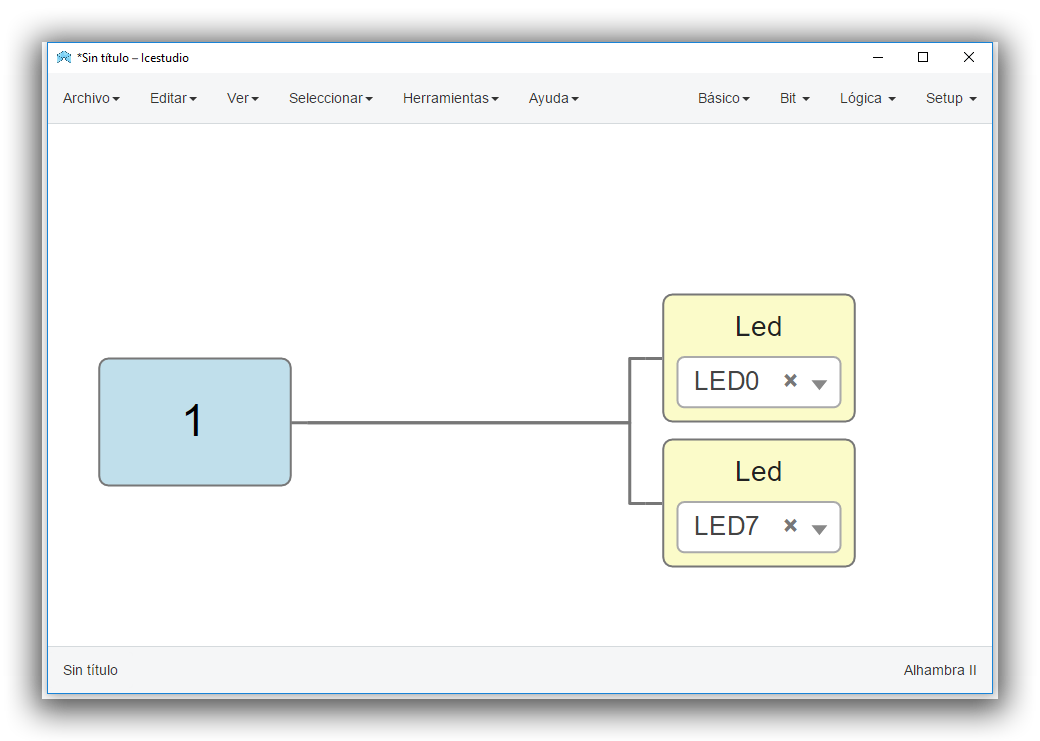 *Sin título – Icestudio
Archivo Editar Ver Seleccionar Herramientas Ayuda Básico Bit Lógica Setup
Led
LED0
1
Led
LED7
Sin título Alhambra II